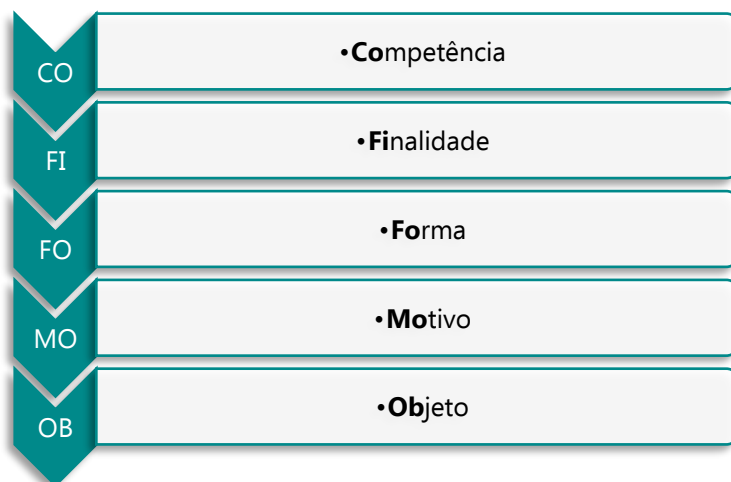 CO
•Competência
FI
•Finalidade
FO
•Forma
MO
•Motivo
OB
•Objeto